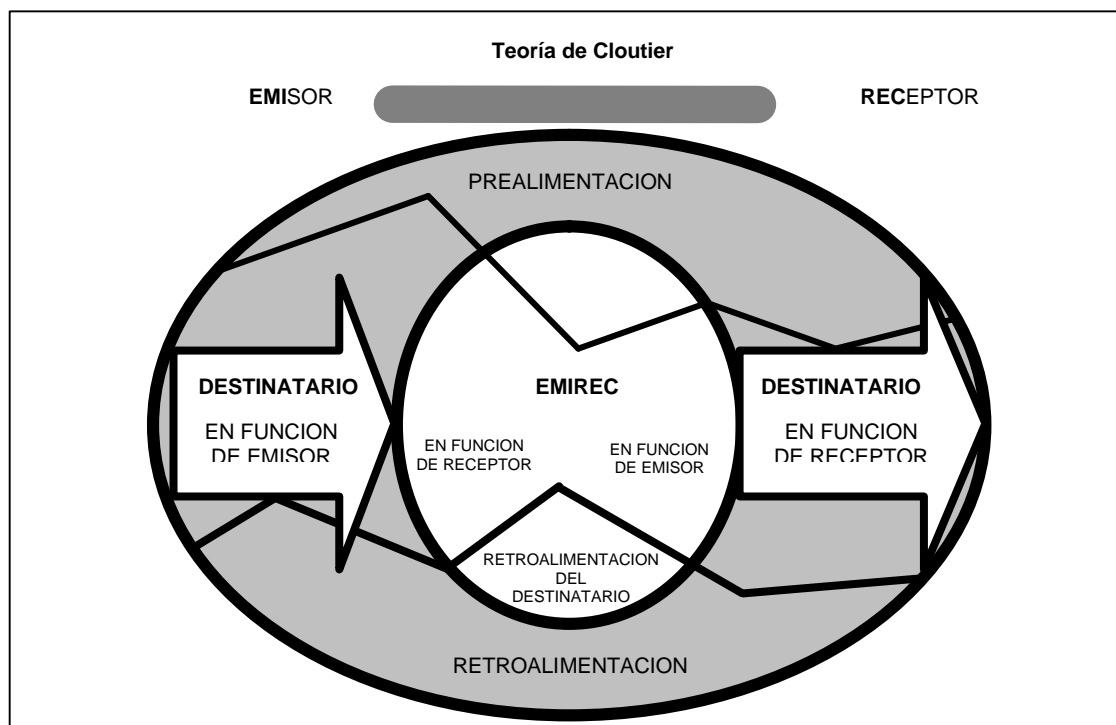 Teoría de Cloutier
EMISOR
RECEPTOR
PREALIMENTACION
DESTINATARIO
EN FUNCION
DE EMISOR
EMIREC
EN FUNCION
DE RECEPTOR
EN FUNCION
DE EMISOR
DESTINATARIO
EN FUNCION
DE RECEPTOR
RETROALIMENTACION
DEL
DESTINATARIO
RETROALIMENTACION